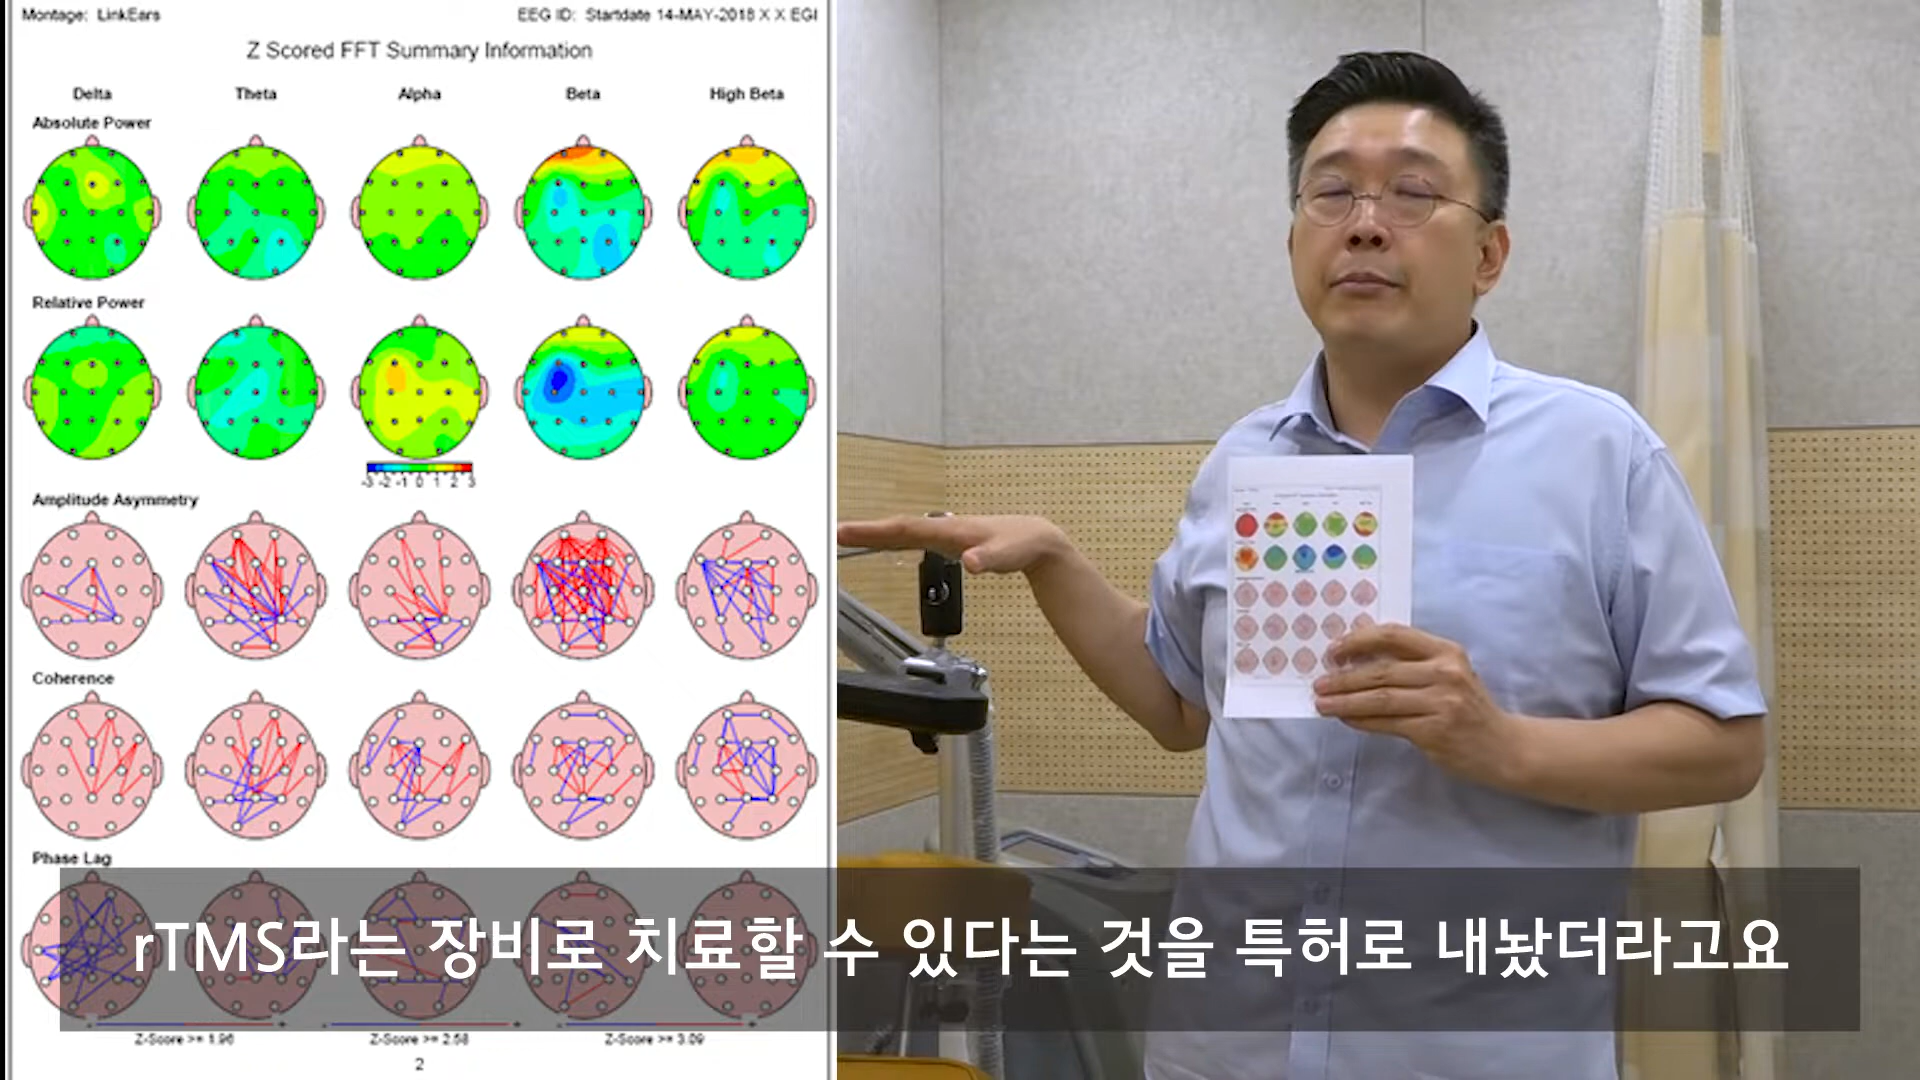 Montage: LinkEars
EEG ID: Startdate 14-MAY-2018 X X EGI
Z Scored FFT Summary Information
Delta Theta Alpha Beta High Beta
Absolute Power
Relative Power
-3 -2 -1 0 1 2 3
Amplitude Asymmetry
Coherence
Phase Lag
rTMS라는 장비로 치료할 수 있다는 것을 특허로 내놨더라고요
Z-Score >= 1.96 Z-Score >= 2.58 Z-Score >= 3.09
2